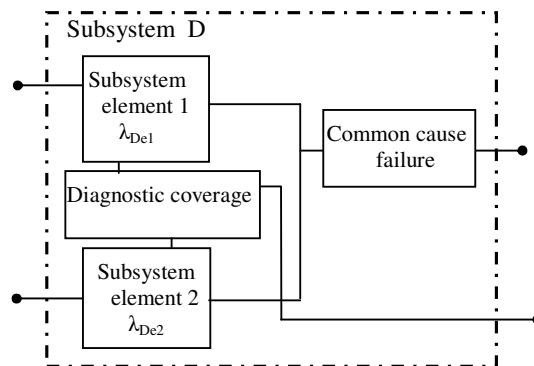 Subsystem D
Subsystem
element 1
λDe1
Common cause
failure
Diagnostic coverage
Subsystem
element 2
λDe2